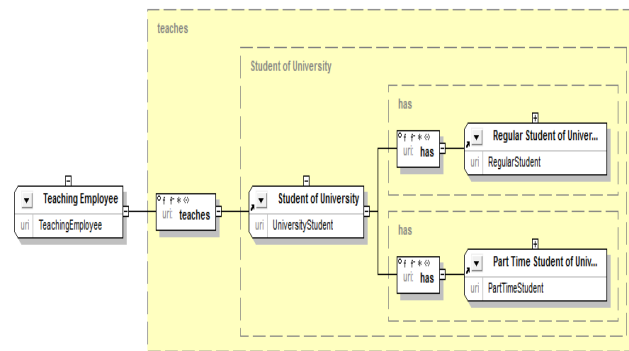 teaches
Student of University
has
uri: has
Regular Student of Univer...
uri RegularStudent
Teaching Employee
uri TeachingEmployee
uri: teaches
Student of University
uri UniversityStudent
has
uri: has
Part Time Student of Univ...
uri PartTimeStudent